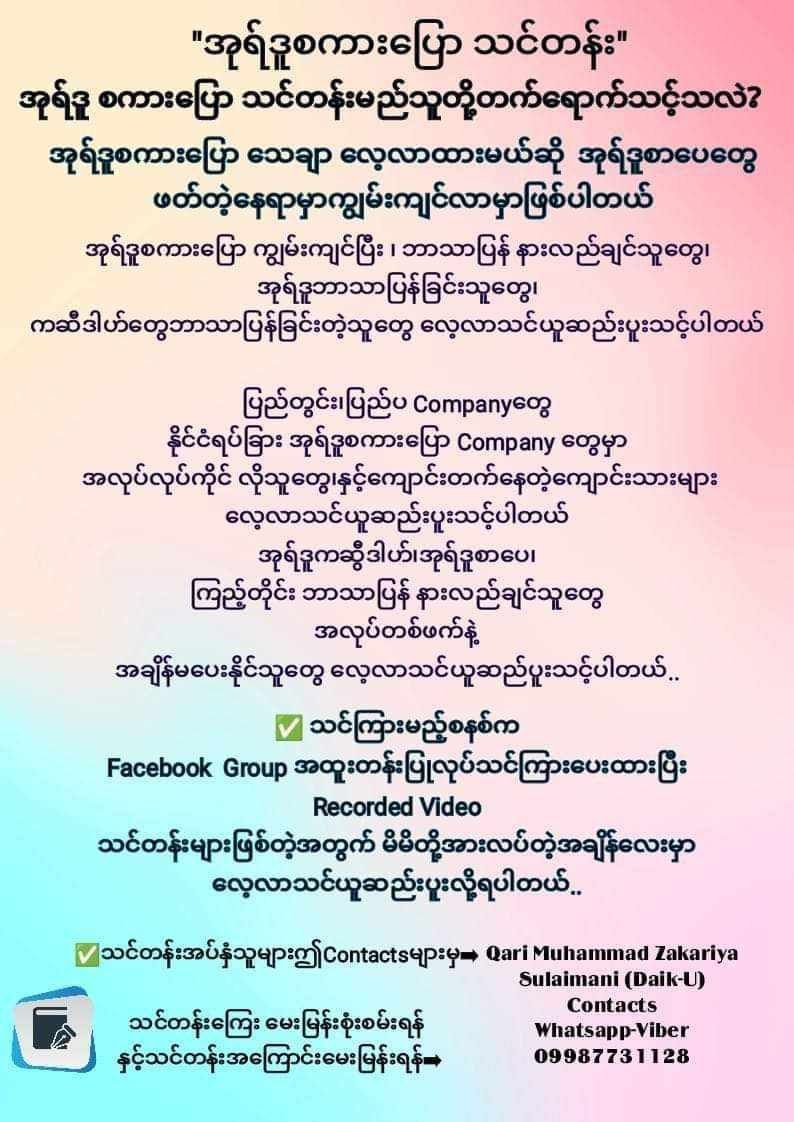 "အုရ်ဒူစကားပြော သင်တန်း"
အုရ်ဒူ စကားပြော သင်တန်းမည်သူတို့တက်ရောက်သင့်သလဲ?
အုရ်ဒူစကားပြော သေချာ လေ့လာထားမယ်ဆို အုရ်ဒူစာပေတွေ
ဖတ်တဲ့နေရာမှာကျွမ်းကျင်လာမှာဖြစ်ပါတယ်
အုရ်ဒူစကားပြော ကျွမ်းကျင်ပြီး ၊ ဘာသာပြန် နားလည်ချင်သူတွေ၊
အုရ်ဒူဘာသာပြန်ခြင်းသူတွေ၊
ကဆီဒါဟ်တွေဘာသာပြန်ခြင်းတဲ့သူတွေ လေ့လာသင်ယူဆည်းပူးသင့်ပါတယ်
ပြည်တွင်း၊ပြည်ပ Companyတွေ
နိုင်ငံရပ်ခြား အုရ်ဒူစကားပြော Company တွေမှာ
အလုပ်လုပ်ကိုင် လိုသူတွေ၊နှင့်ကျောင်းတက်နေတဲ့ကျောင်းသားများ
လေ့လာသင်ယူဆည်းပူးသင့်ပါတယ်
အုရ်ဒူကဆွီဒါဟ်၊အုရ်ဒူစာပေ၊
ကြည့်တိုင်း ဘာသာပြန် နားလည်ချင်သူတွေ
အလုပ်တစ်ဖက်နဲ့
အချိန်မပေးနိုင်သူတွေ လေ့လာသင်ယူဆည်ပူးသင့်ပါတယ်..
✅ သင်ကြားမည့်စနစ်က
Facebook Group အထူးတန်းပြုလုပ်သင်ကြားပေးထားပြီး
Recorded Video
သင်တန်းများဖြစ်တဲ့အတွက် မိမိတို့အားလပ်တဲ့အချိန်လေးမှာ
လေ့လာသင်ယူဆည်းပူးလို့ရပါတယ်..
✅သင်တန်းအပ်နှံသူများဤContactsများမှ➡ Qari Muhammad Zakariya
Sulaimani (Daik-U)
Contacts
သင်တန်းကြေး မေးမြန်းစုံးစမ်းရန် Whatsapp-Viber
နှင့်သင်တန်းအကြောင်းမေးမြန်းရန်➡ 09987731128